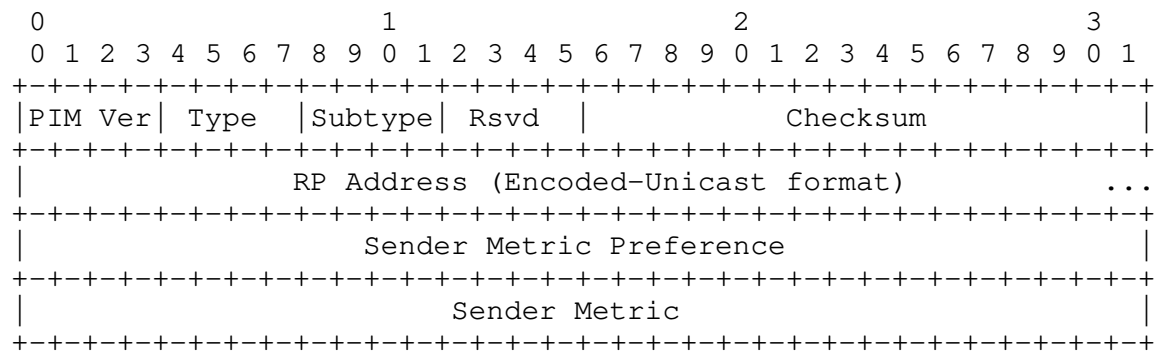 0                   1                   2                   3
 0 1 2 3 4 5 6 7 8 9 0 1 2 3 4 5 6 7 8 9 0 1 2 3 4 5 6 7 8 9 0 1
+-+-+-+-+-+-+-+-+-+-+-+-+-+-+-+-+-+-+-+-+-+-+-+-+-+-+-+-+-+-+-+-+
|PIM Ver| Type  |Subtype| Rsvd  |           Checksum            |
+-+-+-+-+-+-+-+-+-+-+-+-+-+-+-+-+-+-+-+-+-+-+-+-+-+-+-+-+-+-+-+-+
|               RP Address (Encoded-Unicast format)           ...
+-+-+-+-+-+-+-+-+-+-+-+-+-+-+-+-+-+-+-+-+-+-+-+-+-+-+-+-+-+-+-+-+
|                   Sender Metric Preference                    |
+-+-+-+-+-+-+-+-+-+-+-+-+-+-+-+-+-+-+-+-+-+-+-+-+-+-+-+-+-+-+-+-+
|                        Sender Metric                          |
+-+-+-+-+-+-+-+-+-+-+-+-+-+-+-+-+-+-+-+-+-+-+-+-+-+-+-+-+-+-+-+-+